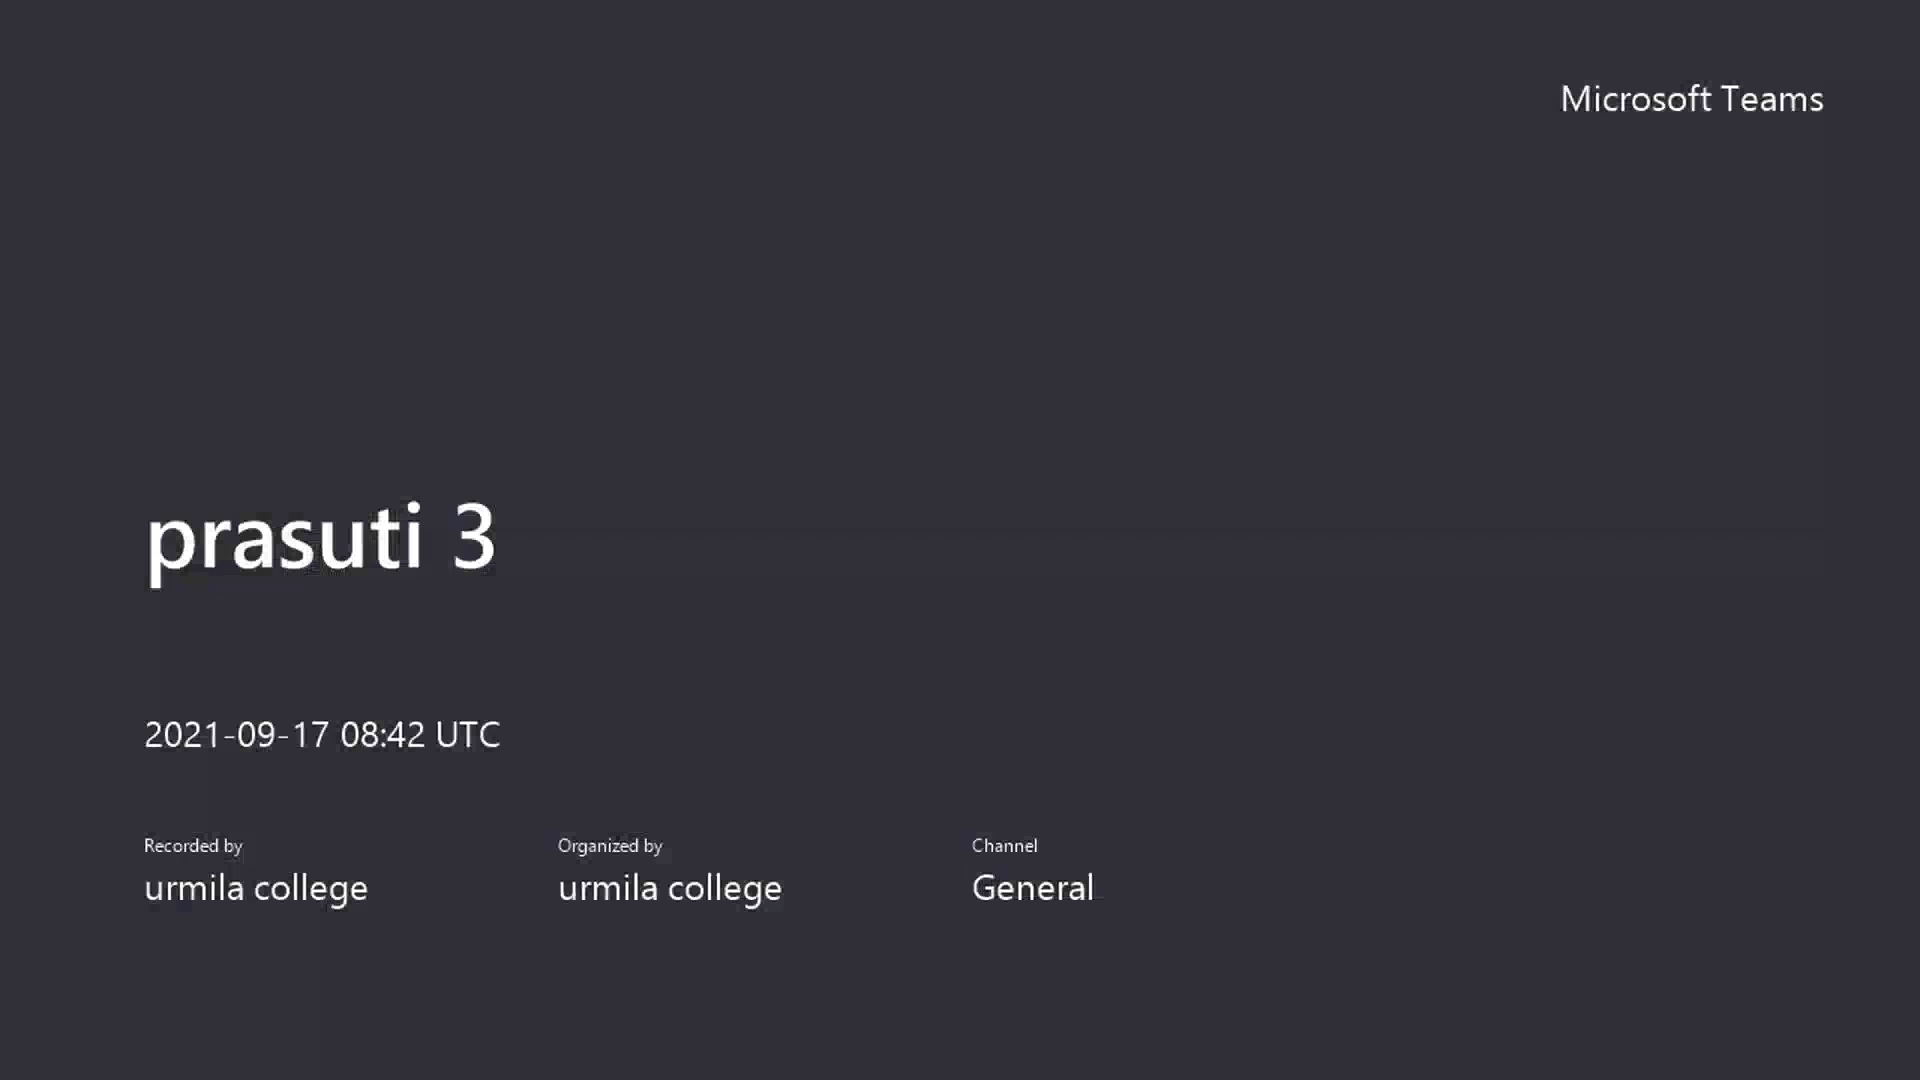 Microsoft Teams
prasuti 3
2021-09-17 08:42 UTC
Recorded by
urmila college
Organized by
urmila college
Channel
General